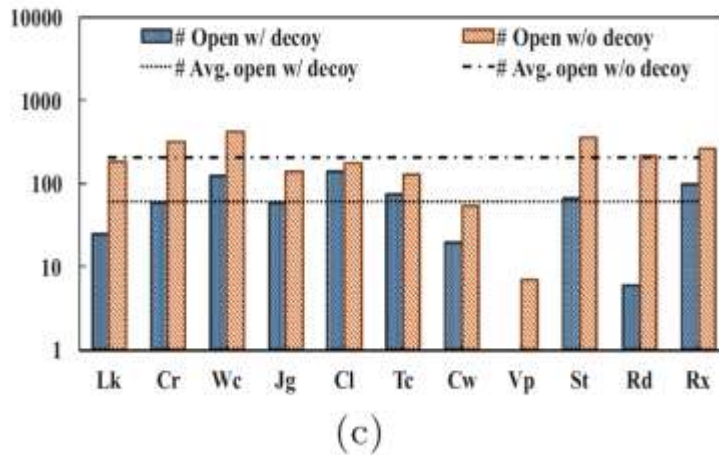 10000
# Open w/ decoy # Open w/o decoy
# Avg. open w/ decoy # Avg. open w/o decoy
1000
100
10
1
Lk Cr Wc Jg Cl Tc Cw Vp St Rd Rx
(c)